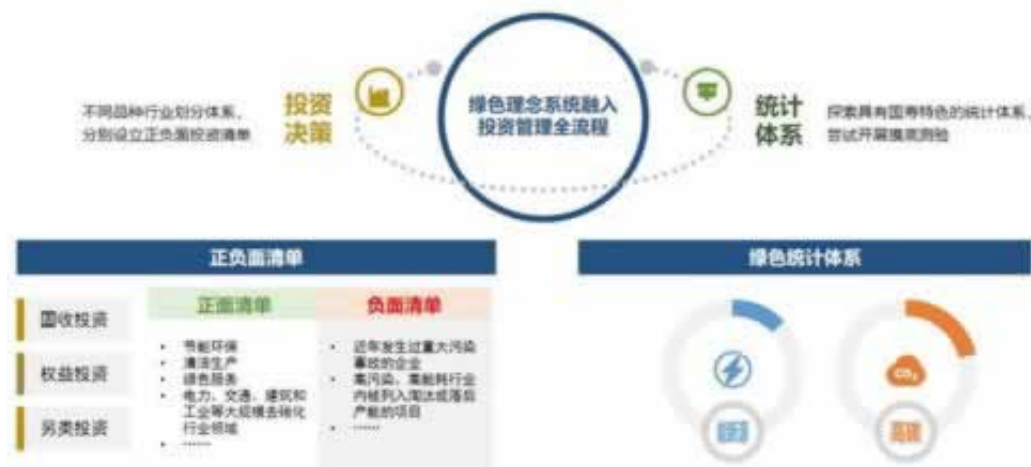 绿色理念系统融入
投资管理全流程
不同品种行业划分体系，
分别设立正负面投资清单
投资
决策
统计
体系
探索具有国寿特色的统计体系，
尝试开展摸底测验
正负面清单
正面清单
负面清单
固收投资
权益投资
另类投资
• 节能环保
• 清洁生产
• 绿色服务
• 电力、交通、建筑和
工业等大规模去碳化
行业领域
• ……
• 近年发生过重大污染
事故的企业
• 高污染、高能耗行业
内被列入淘汰或落后
产能的项目
• ……
绿色统计体系
CO₂
高碳